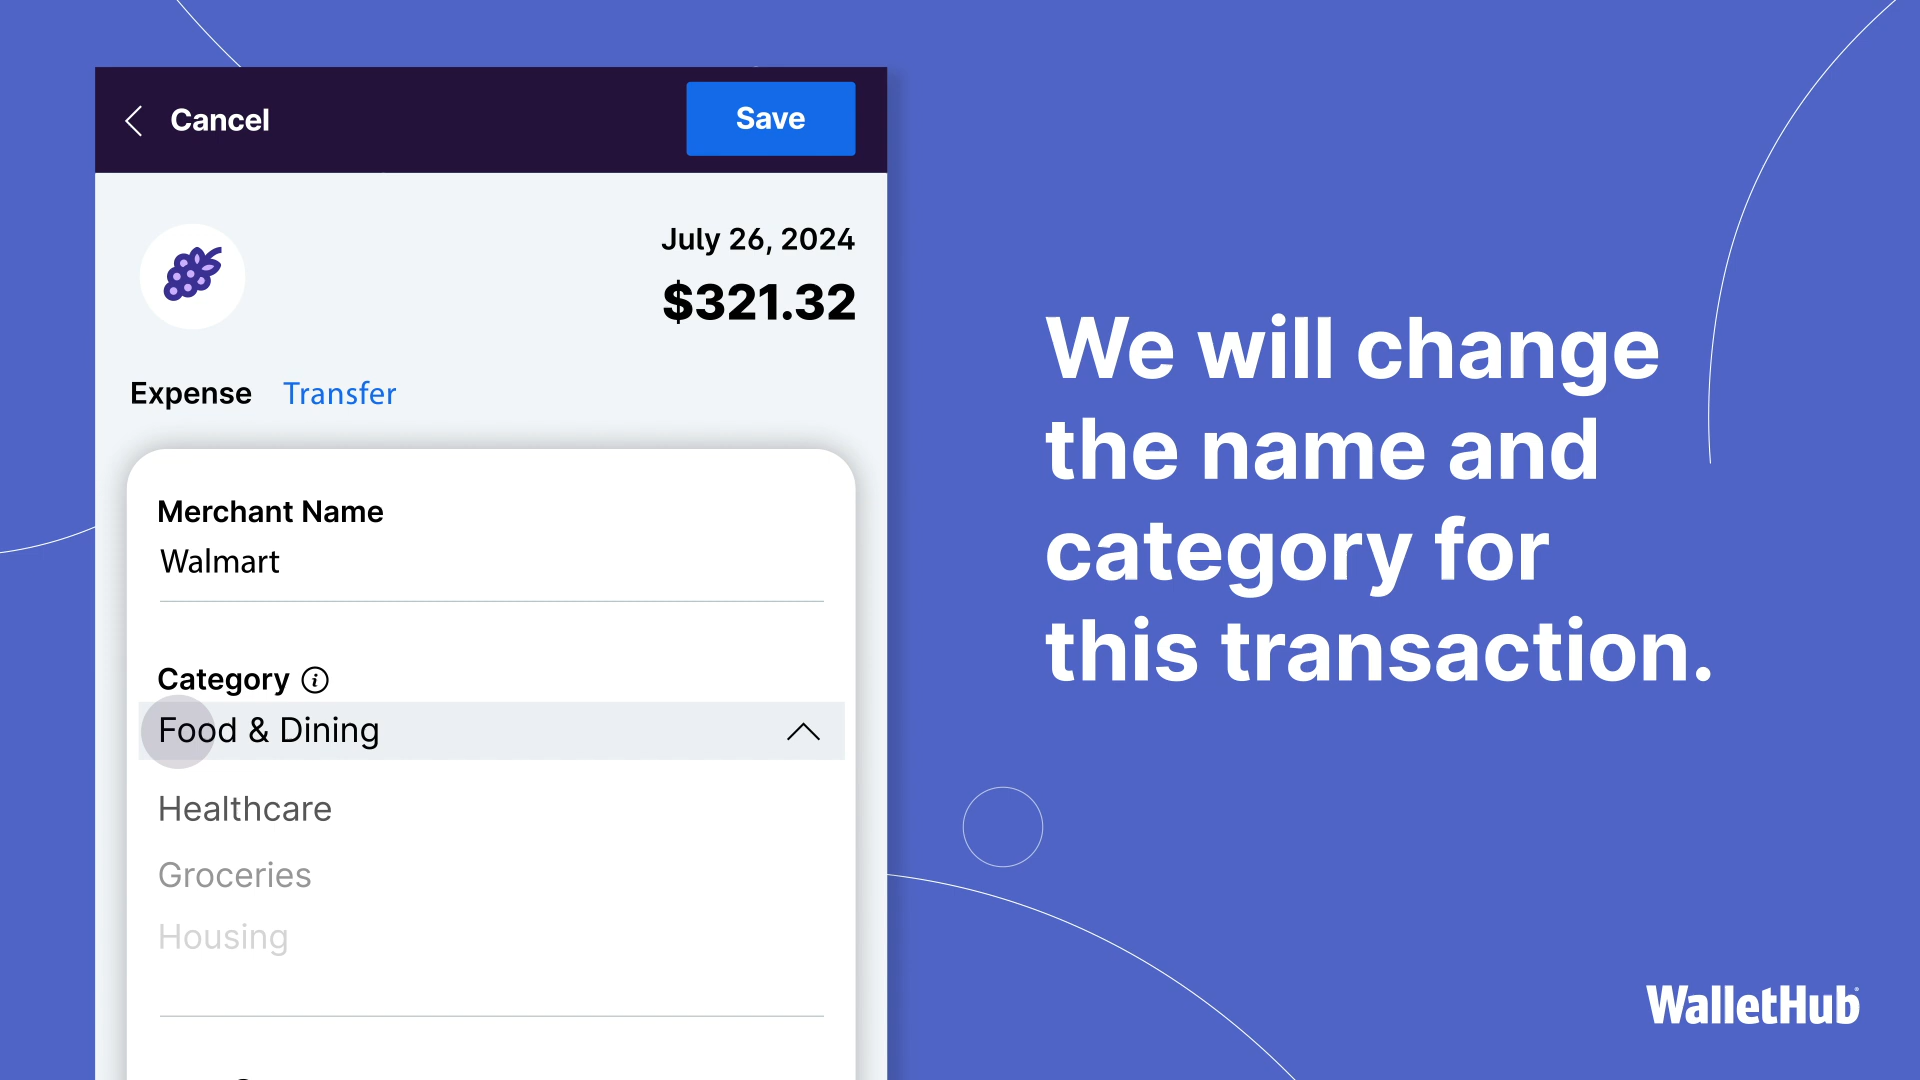 Cancel
Save
July 26, 2024
$321.32
Expense
Transfer
Merchant Name
Walmart
Category
Food & Dining
Healthcare
Groceries
Housing
We will change
the name and
category for
this transaction.
WalletHub